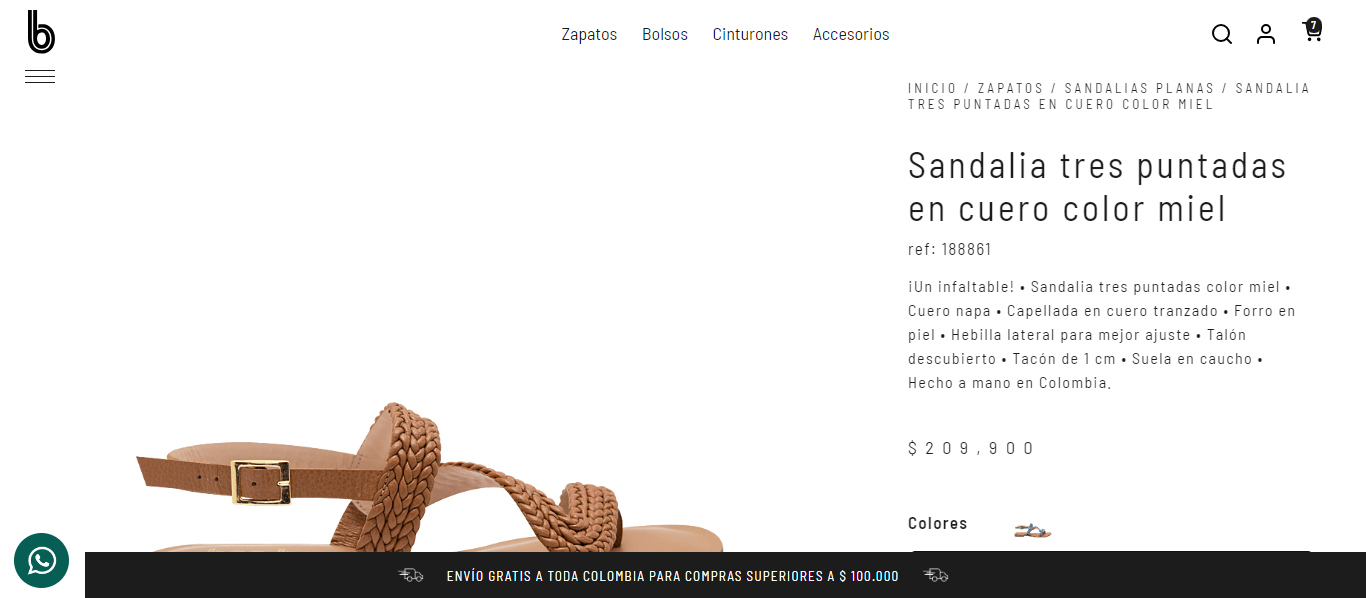 b
Zapatos Bolsos Cinturones Accesorios
7
INICIO / ZAPATOS / SANDALIAS PLANAS / SANDALIA
TRES PUNTADAS EN CUERO COLOR MIEL
Sandalia tres puntadas
en cuero color miel
ref: 188861
¡Un infaltable! • Sandalia tres puntadas color miel •
Cuero napa • Capellada en cuero tranzado • Forro en
piel • Hebilla lateral para mejor ajuste • Talón
descubierto • Tacón de 1 cm • Suela en caucho •
Hecho a mano en Colombia.
$209,900
Colores
ENVÍO GRATIS A TODA COLOMBIA PARA COMPRAS SUPERIORES A $ 100.000